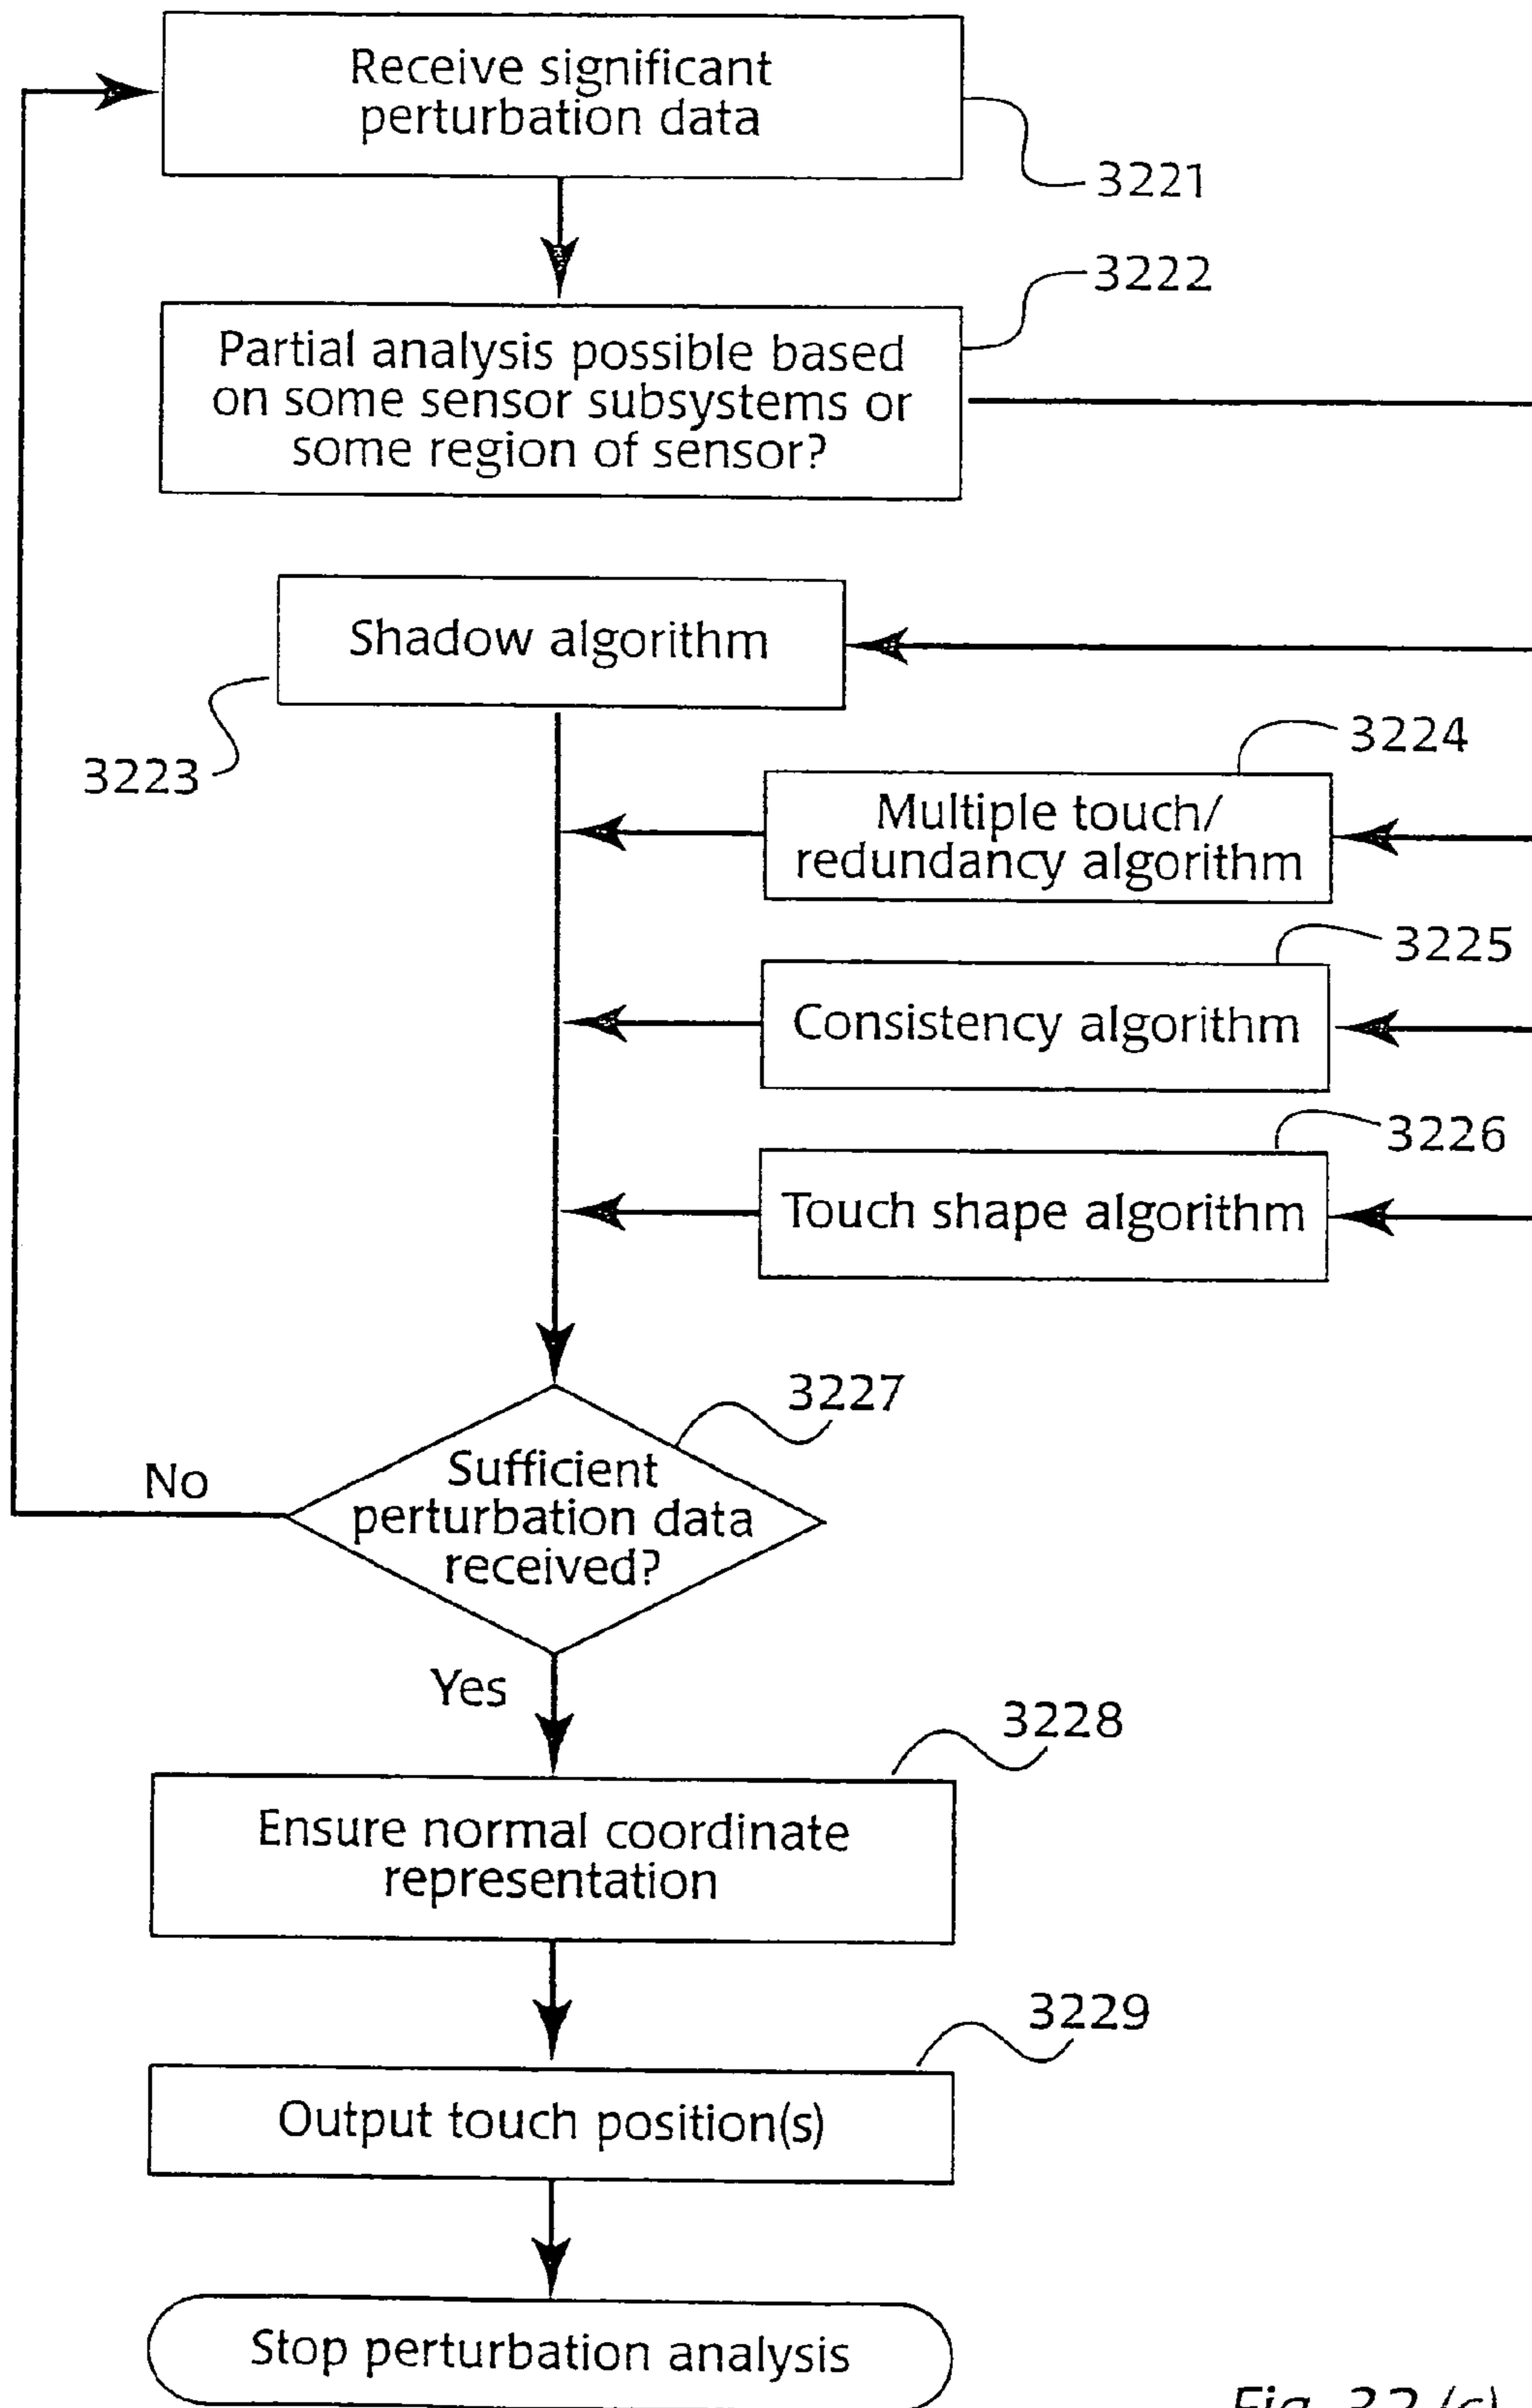 Receive significant
perturbation data
3221
3222
Partial analysis possible based
on some sensor subsystems or
some region of sensor?
Shadow algorithm
3223
3224
Multiple touch/
redundancy algorithm
3225
Consistency algorithm
3226
Touch shape algorithm
3227
Sufficient
perturbation data
received?
No
Yes
3228
Ensure normal coordinate
representation
3229
Output touch position(s)
Stop perturbation analysis
Fig. 32 (c)